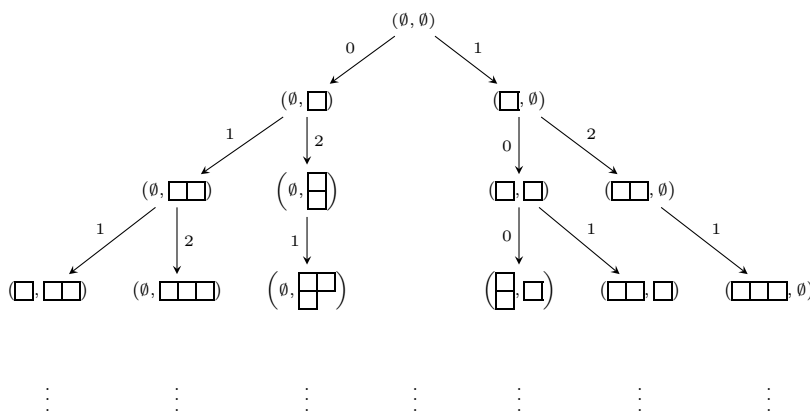 (∅, ∅)
0 1
(∅, □) (□, ∅)
1 2 0 2
(∅, □□) (∅, ) (□, □) (□□, ∅)
1 2 1 0 1 1
(□, □□) (∅, □□□) (∅, ) ( , □) (□□, □) (□□□, ∅)
⋮ ⋮ ⋮ ⋮ ⋮ ⋮ ⋮